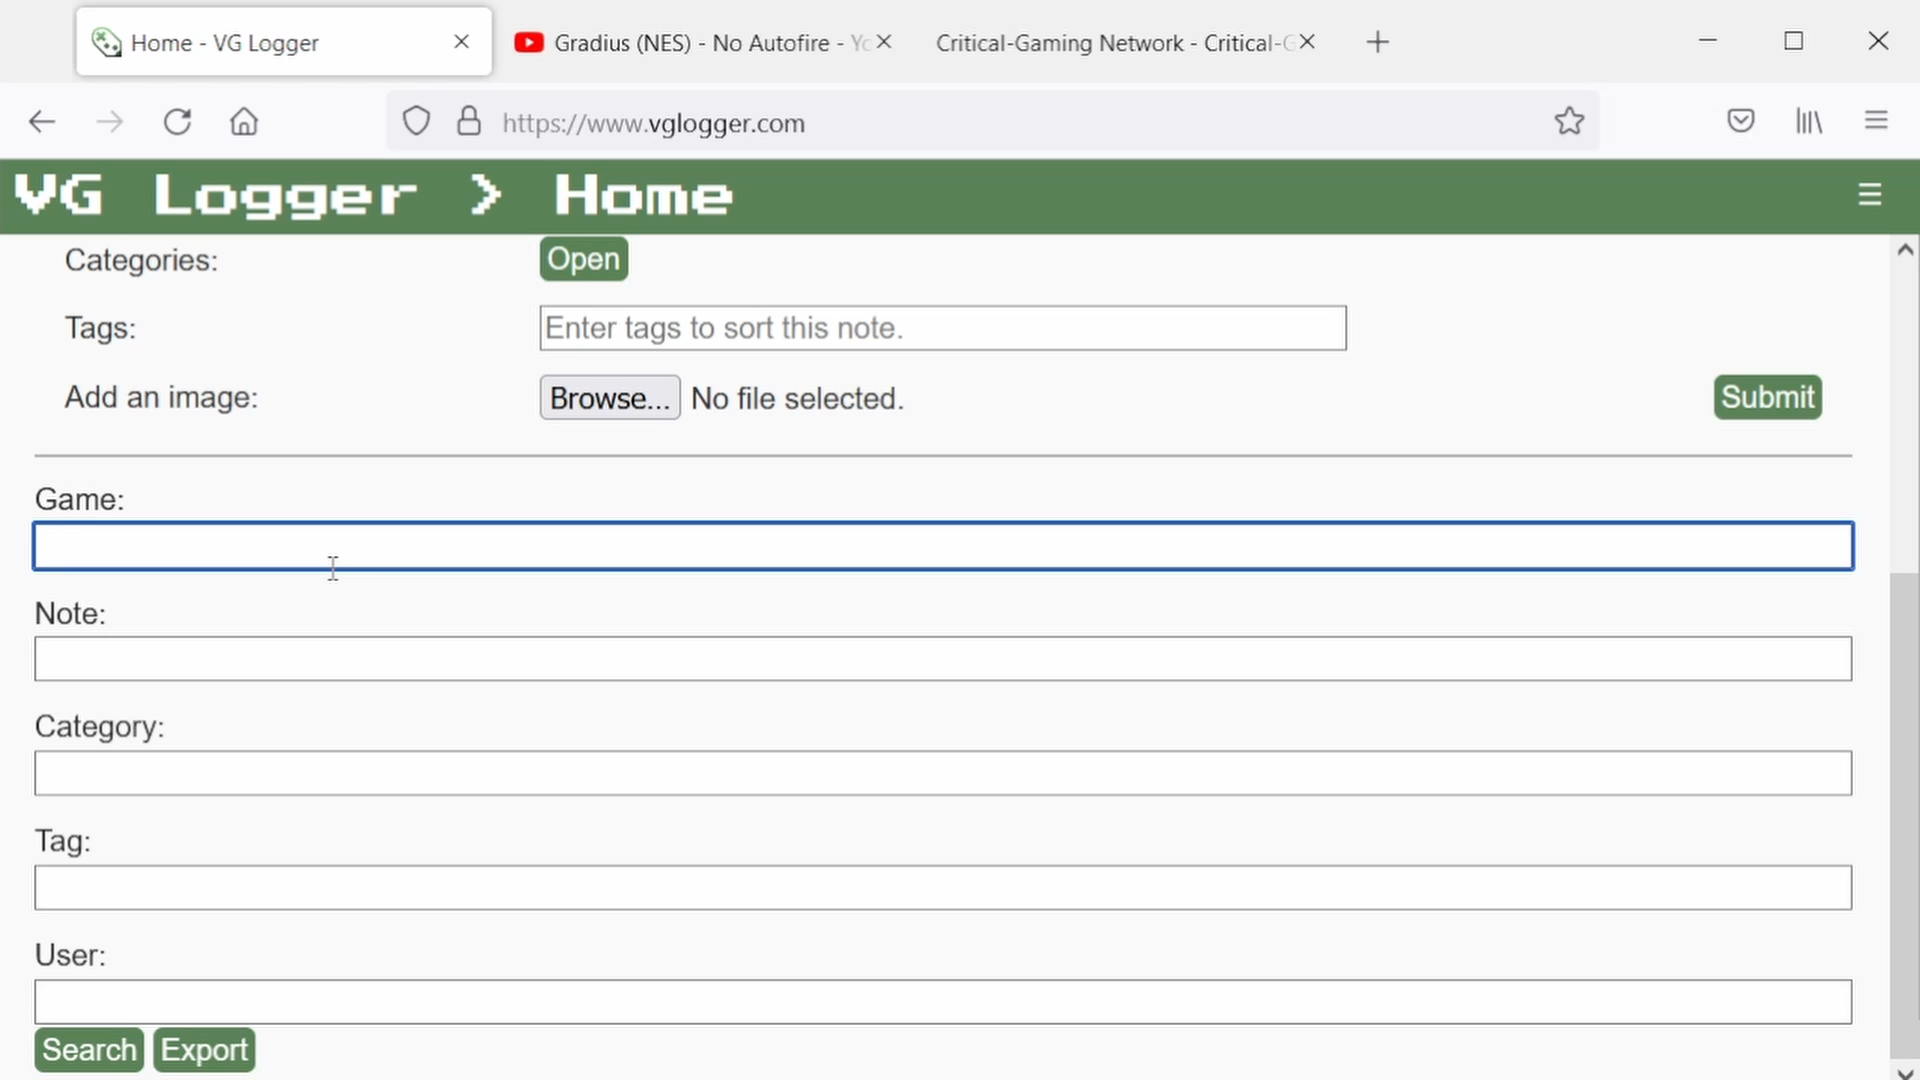 Home - VG Logger
Gradius (NES) - No Autofire - Yo
Critical-Gaming Network - Critical-G
https://www.vglogger.com
VG Logger > Home
Categories: Open
Tags: Enter tags to sort this note.
Add an image: Browse... No file selected. Submit
Game:
Note:
Category:
Tag:
User:
Search Export